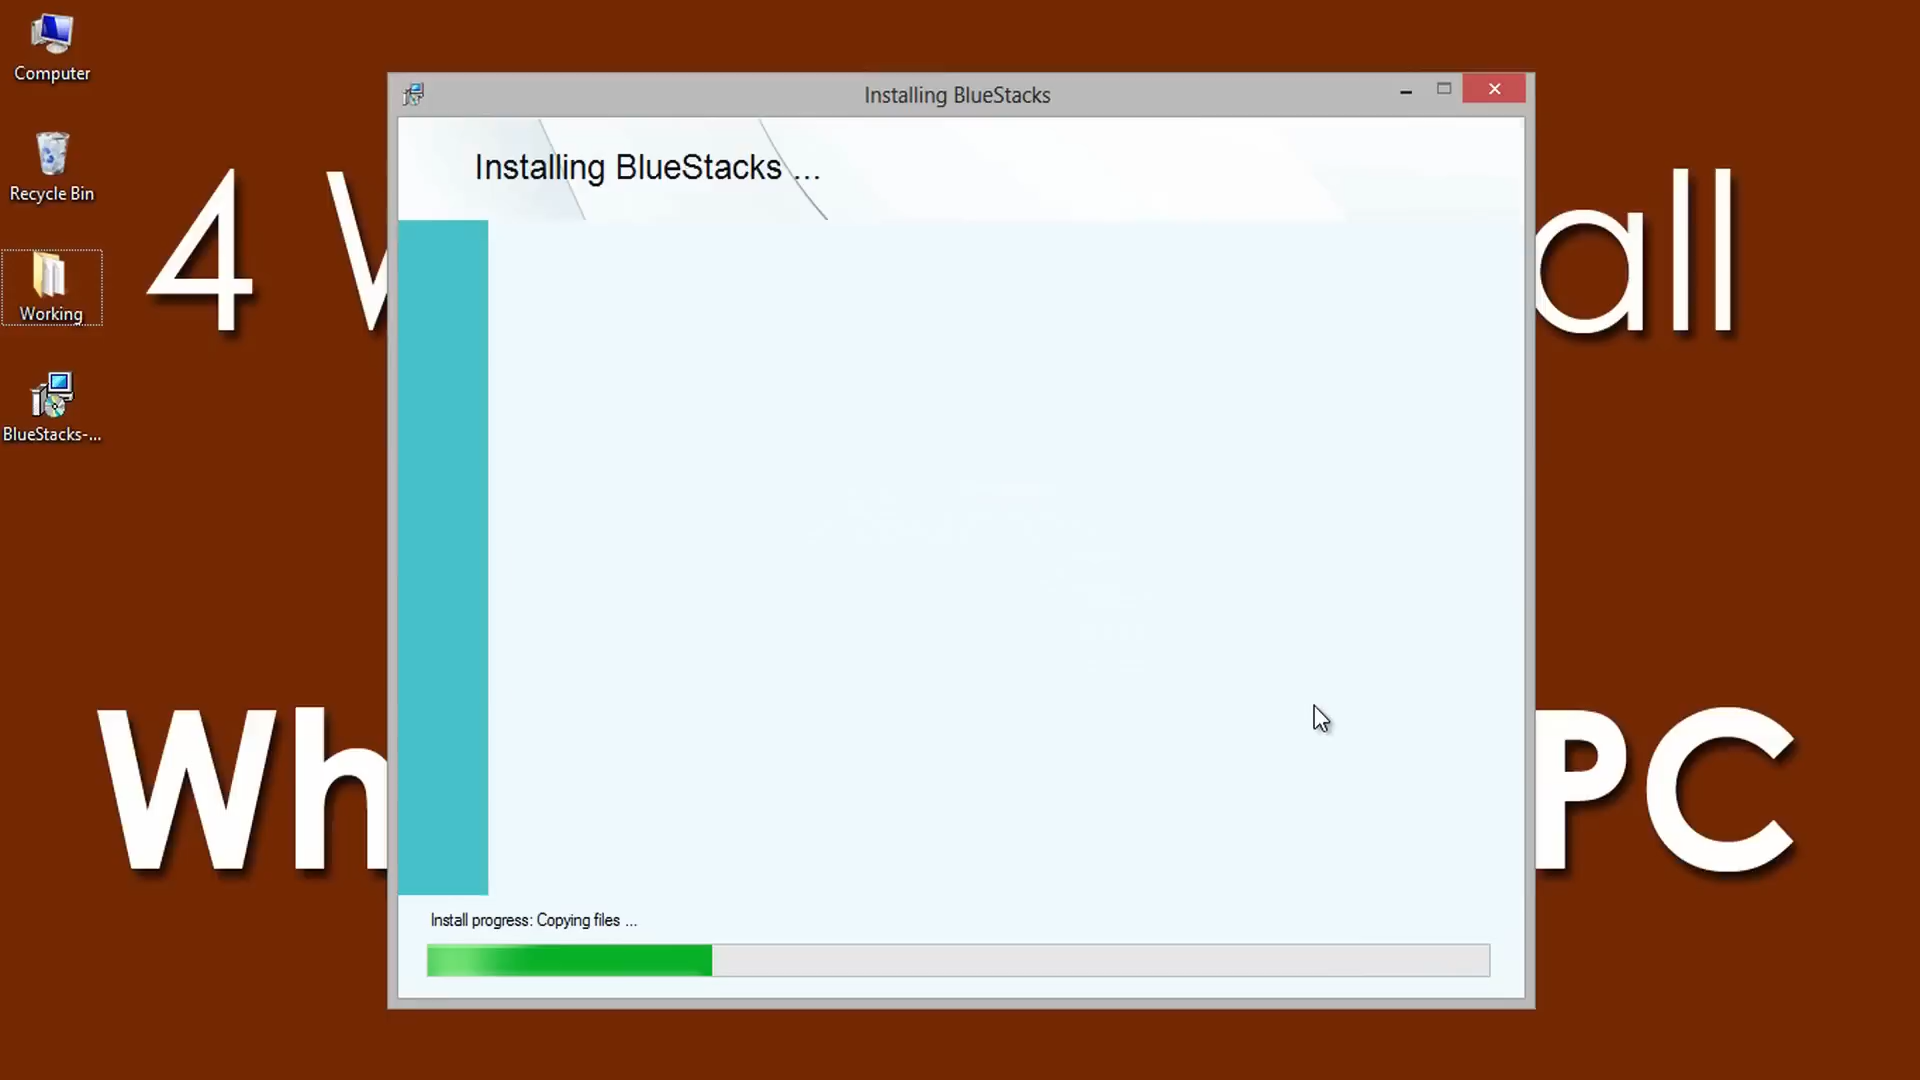 Computer
Recycle Bin
Working
BlueStacks-...
Installing BlueStacks
Installing BlueStacks ...
Install progress: Copying files ...
4 W
all
Wh
PC